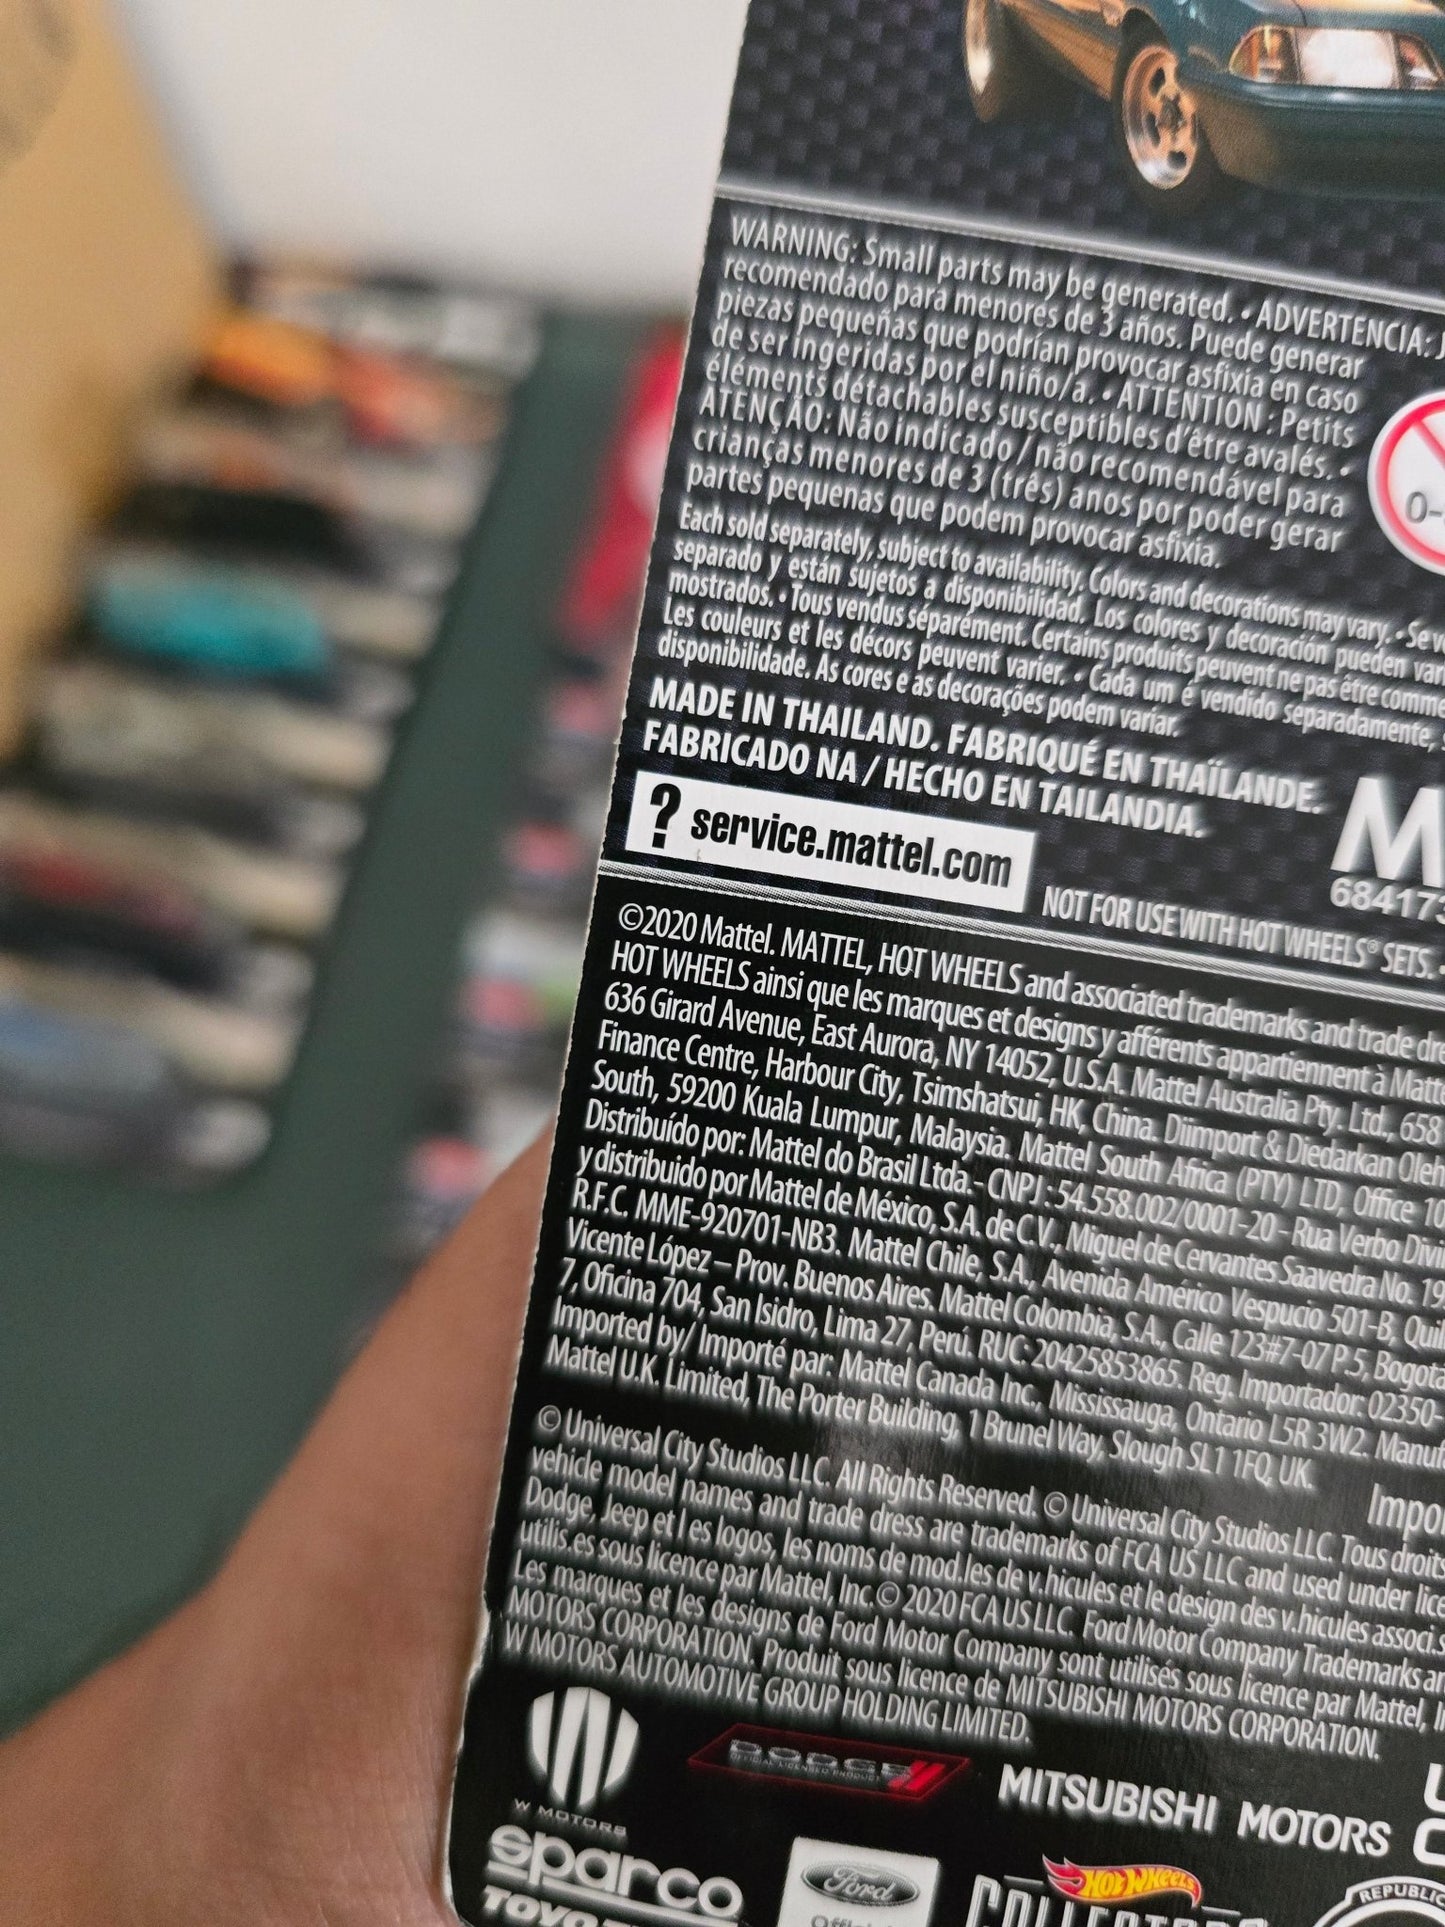 WARNING: Small parts may be generated. • ADVERTENCIA:
recomendado para menores de 3 años. Puede generar
piezas pequeñas que podrían provocar asfixia en caso
de ser ingeridas por el niño/a. • ATTENTION : Petits
éléments détachables susceptibles d'être avalés. •
ATENÇÃO: Não indicado / não recomendável para
crianças menores de 3 (três) anos por poder gerar
partes pequenas que podem provocar asfixia.
0-
Each sold separately, subject to availability. Colors and decorations may vary. • Se
separado y están sujetos a disponibilidad. Los colores y decoración pueden
mostrados. • Tous vendus séparément. Certains produits peuvent ne pas être
Les couleurs et les décors peuvent varier. • Cada um é vendido separadamente,
disponibilidade. As cores e as decorações podem variar.
MADE IN THAILAND. FABRIQUÉ EN THAÏLANDE.
FABRICADO NA / HECHO EN TAILANDIA.
? service.mattel.com
NOT FOR USE WITH HOT WHEELS® SETS.
©2020 Mattel. MATTEL, HOT WHEELS and associated trademarks and trade
HOT WHEELS ainsi que les marques et designs y afférents appartiennent à
636 Girard Avenue, East Aurora, NY 14052, U.S.A. Mattel Australia Pty. Ltd., 658
Finance Centre, Harbour City, Tsimshatsui, HK, China. Diimport & Diedarkan Oleh
South, 59200 Kuala Lumpur, Malaysia. Mattel South Africa (PTY) LTD, Office
Distribuído por: Mattel do Brasil Ltda.- CNPJ : 54.558.002/0001-20 - Rua Verbo
y distribuido por Mattel de México, S.A. de C.V., Miguel de Cervantes Saavedra No.
R.F.C. MME-920701-NB3. Mattel Chile, S.A., Avenida Américo Vespucio 501-B,
Vicente López – Prov. Buenos Aires. Mattel Colombia, S.A., Calle 123#7-07 P.5,
7, Oficina 704, San Isidro, Lima 27, Perú. RUC: 20425853865. Reg. Importador: 02350-
Imported by/ Importé par: Mattel Canada Inc., Mississauga, Ontario L5R 3W2.
Mattel U.K. Limited, The Porter Building, 1 Brunel Way, Slough SL1 1FQ, UK.
© Universal City Studios LLC. All Rights Reserved. © Universal City Studios LLC. Tous
vehicle model names and trade dress are trademarks of FCA US LLC and used under
Dodge, Jeep et l es logos, les noms de mod.les de v.hicules et le design des v.hicules
utilis.es sous licence par Mattel, Inc. © 2020 FCA US LLC. Ford Motor Company Trademarks
Les marques et les designs de Ford Motor Company sont utilisés sous licence par Mattel,
MOTORS CORPORATION. Produit sous licence de MITSUBISHI MOTORS CORPORATION.
W MOTORS AUTOMOTIVE GROUP HOLDING LIMITED.
W MOTORS
DODGE
OFFICIAL LICENSED PRODUCT
MITSUBISHI MOTORS
sparco
Ford
Hot Wheels